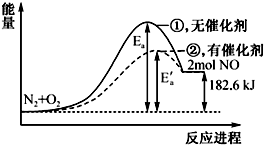 能量
①,无催化剂
②,有催化剂
Eₐ
E′ₐ
2mol NO
N₂+O₂
182.6 kJ
反应进程